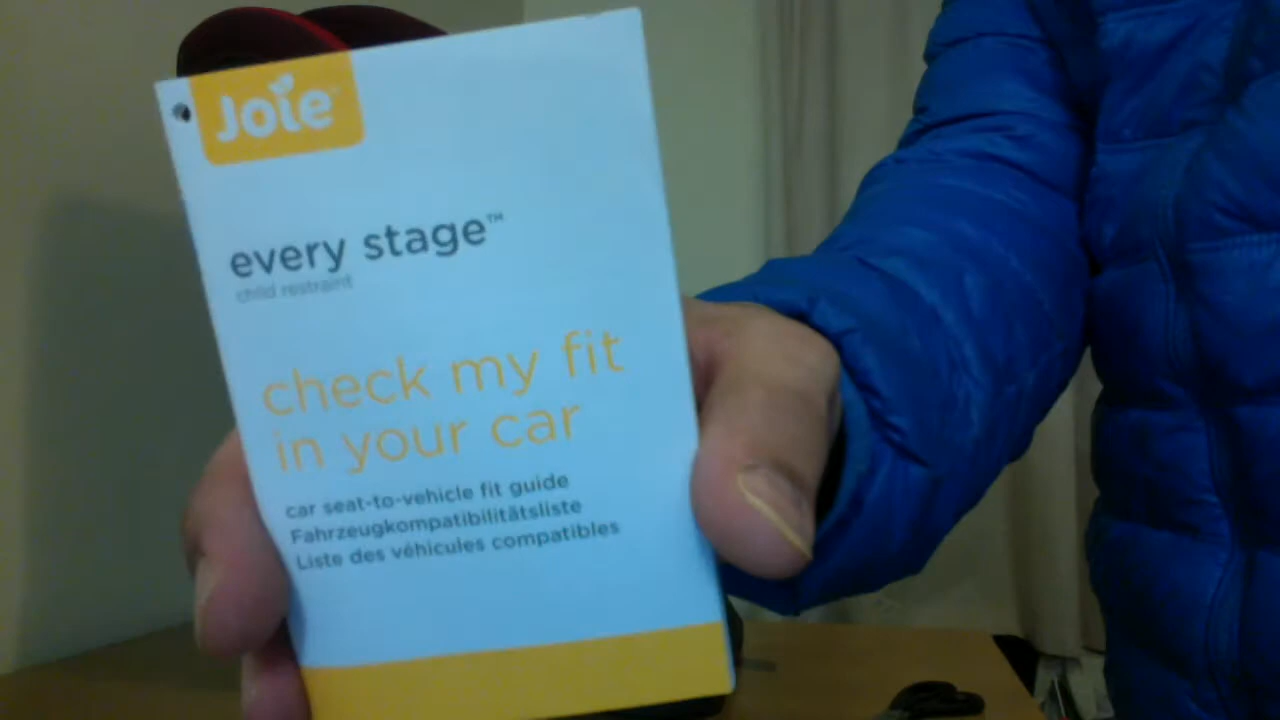 Joie
every stage™
child restraint
check my fit
in your car
car seat-to-vehicle fit guide
Fahrzeugkompatibilitätsliste
Liste des véhicules compatibles